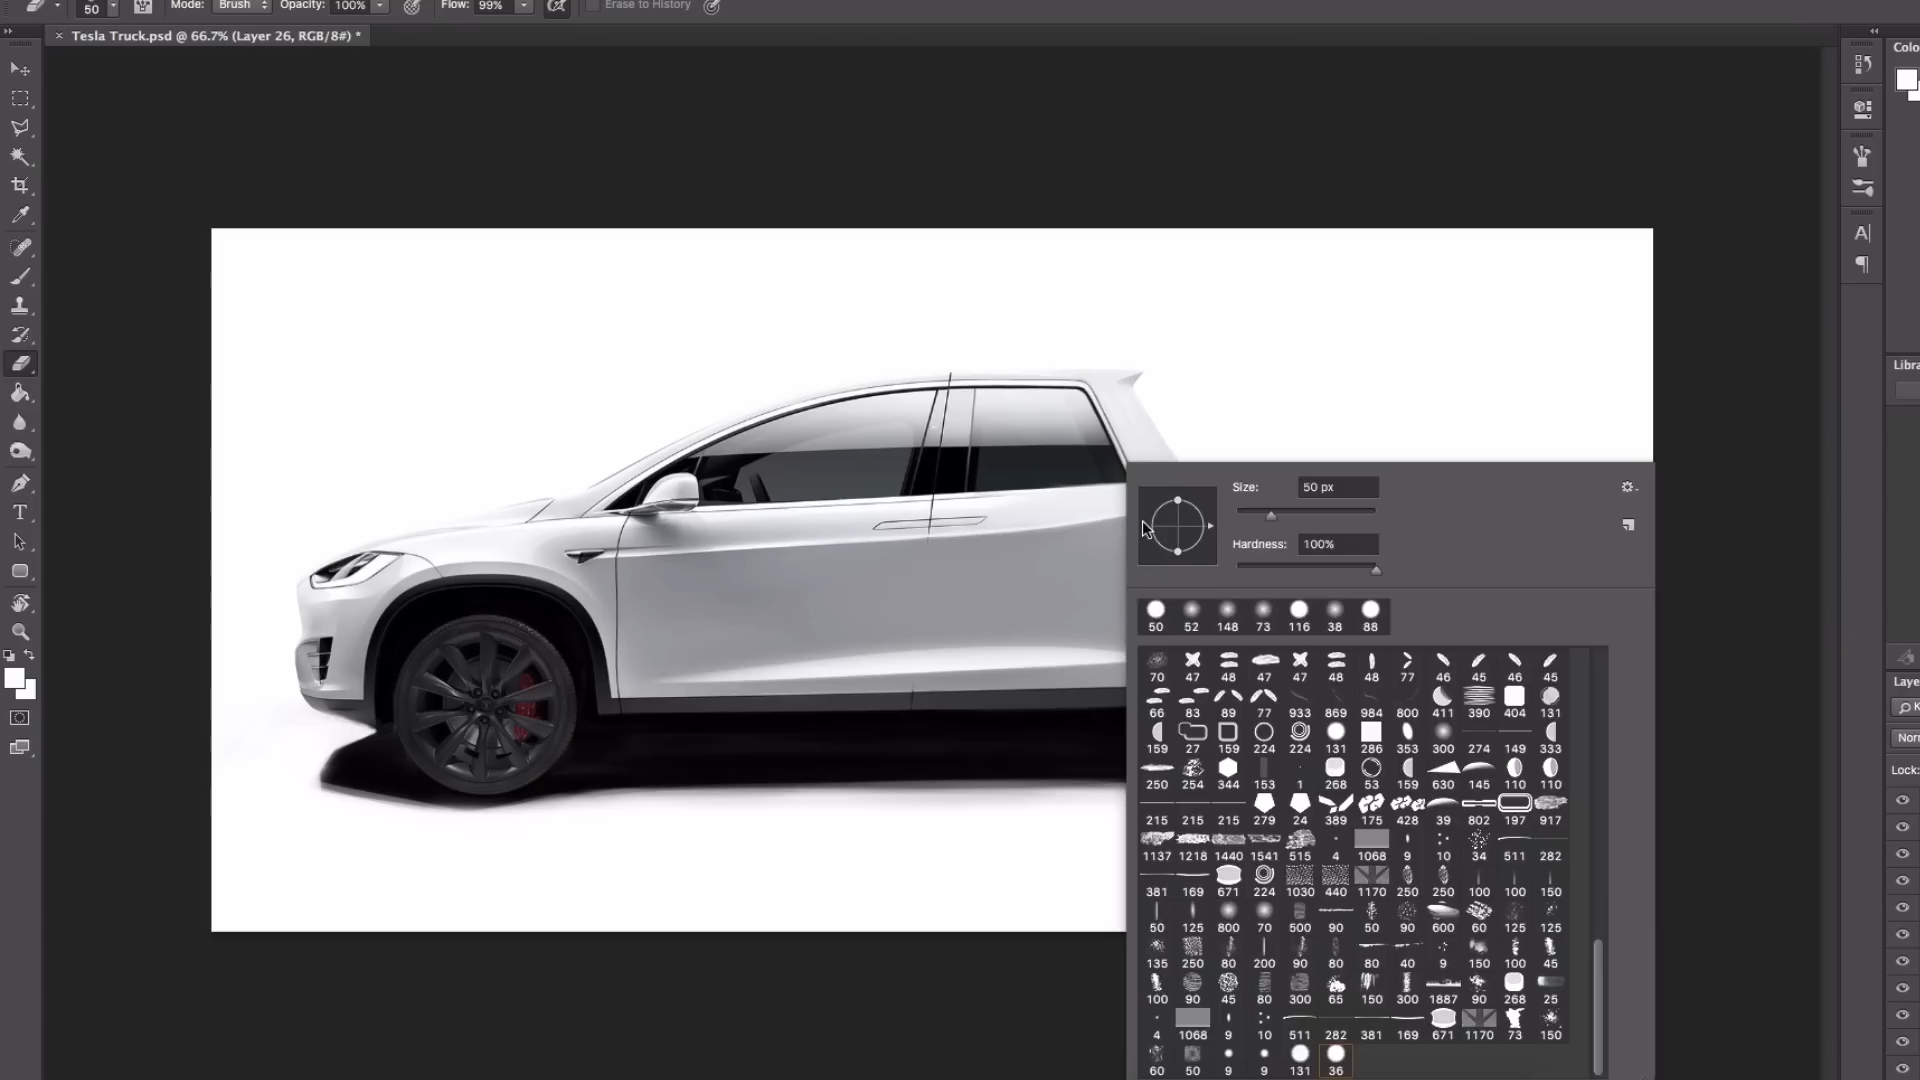 50 Mode: Brush Opacity: 100% Flow: 99% Erase to History
× Tesla Truck.psd @ 66.7% (Layer 26, RGB/8#) *
Colo
Libra
Laye
K
Norr
Lock:
T
A|
Size: 50 px
Hardness: 100%
50 52 148 73 116 38 88
70 47 48 47 47 48 48 77 46 45 46 45
66 83 89 77 933 869 984 800 411 390 404 131
159 27 159 224 224 131 286 353 300 274 149 333
250 254 344 153 1 268 53 159 630 145 110 110
215 215 215 279 24 389 175 428 39 802 197 917
1137 1218 1440 1541 515 4 1068 9 10 34 511 282
381 169 671 224 1030 440 1170 250 250 100 100 150
50 125 800 70 500 90 50 90 600 60 125 125
135 250 80 200 90 80 80 40 9 150 100 45
100 90 45 80 300 65 150 300 1887 90 268 25
4 1068 9 10 511 282 381 169 671 1170 73 150
60 50 9 9 131 36